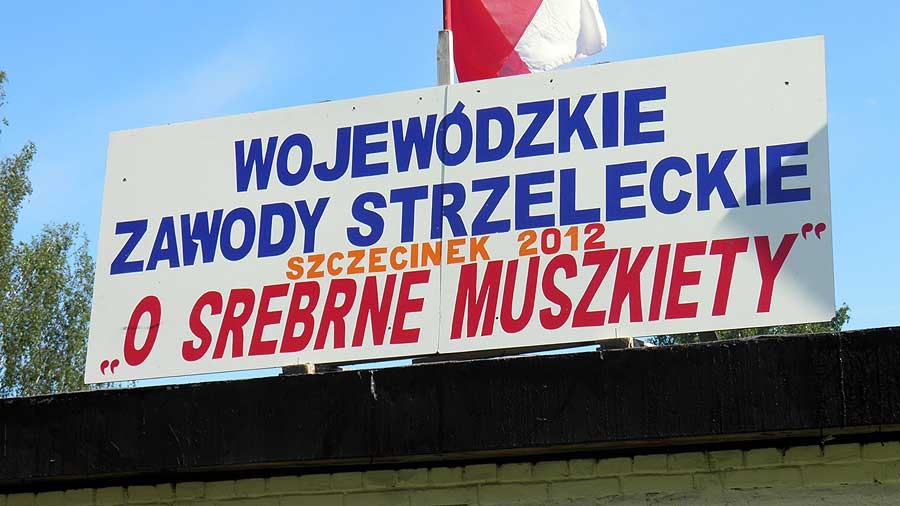 WOJEWÓDZKIE
ZAWODY STRZELECKIE
SZCZECINEK 2012
„O SREBRNE MUSZKIETY”